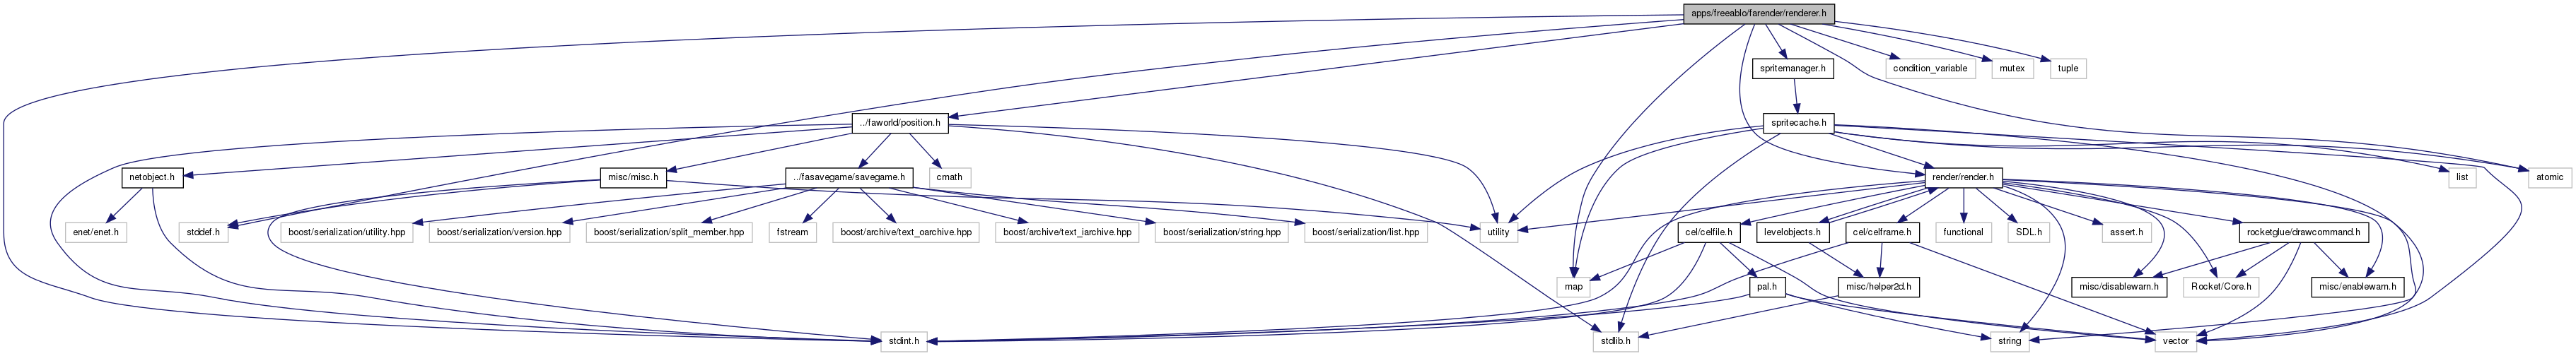 apps/freeablo/farender/renderer.h
spritemanager.h
condition_variable
mutex
tuple
../faworld/position.h
spritecache.h
netobject.h
misc/misc.h
../fasavegame/savegame.h
cmath
render/render.h
list
atomic
enet/enet.h
stddef.h
boost/serialization/utility.hpp
boost/serialization/version.hpp
boost/serialization/split_member.hpp
fstream
boost/archive/text_oarchive.hpp
boost/archive/text_iarchive.hpp
boost/serialization/string.hpp
boost/serialization/list.hpp
utility
cel/celfile.h
levelobjects.h
cel/celframe.h
functional
SDL.h
assert.h
rocketglue/drawcommand.h
map
pal.h
misc/helper2d.h
misc/disablewarn.h
Rocket/Core.h
misc/enablewarn.h
stdint.h
stdlib.h
string
vector